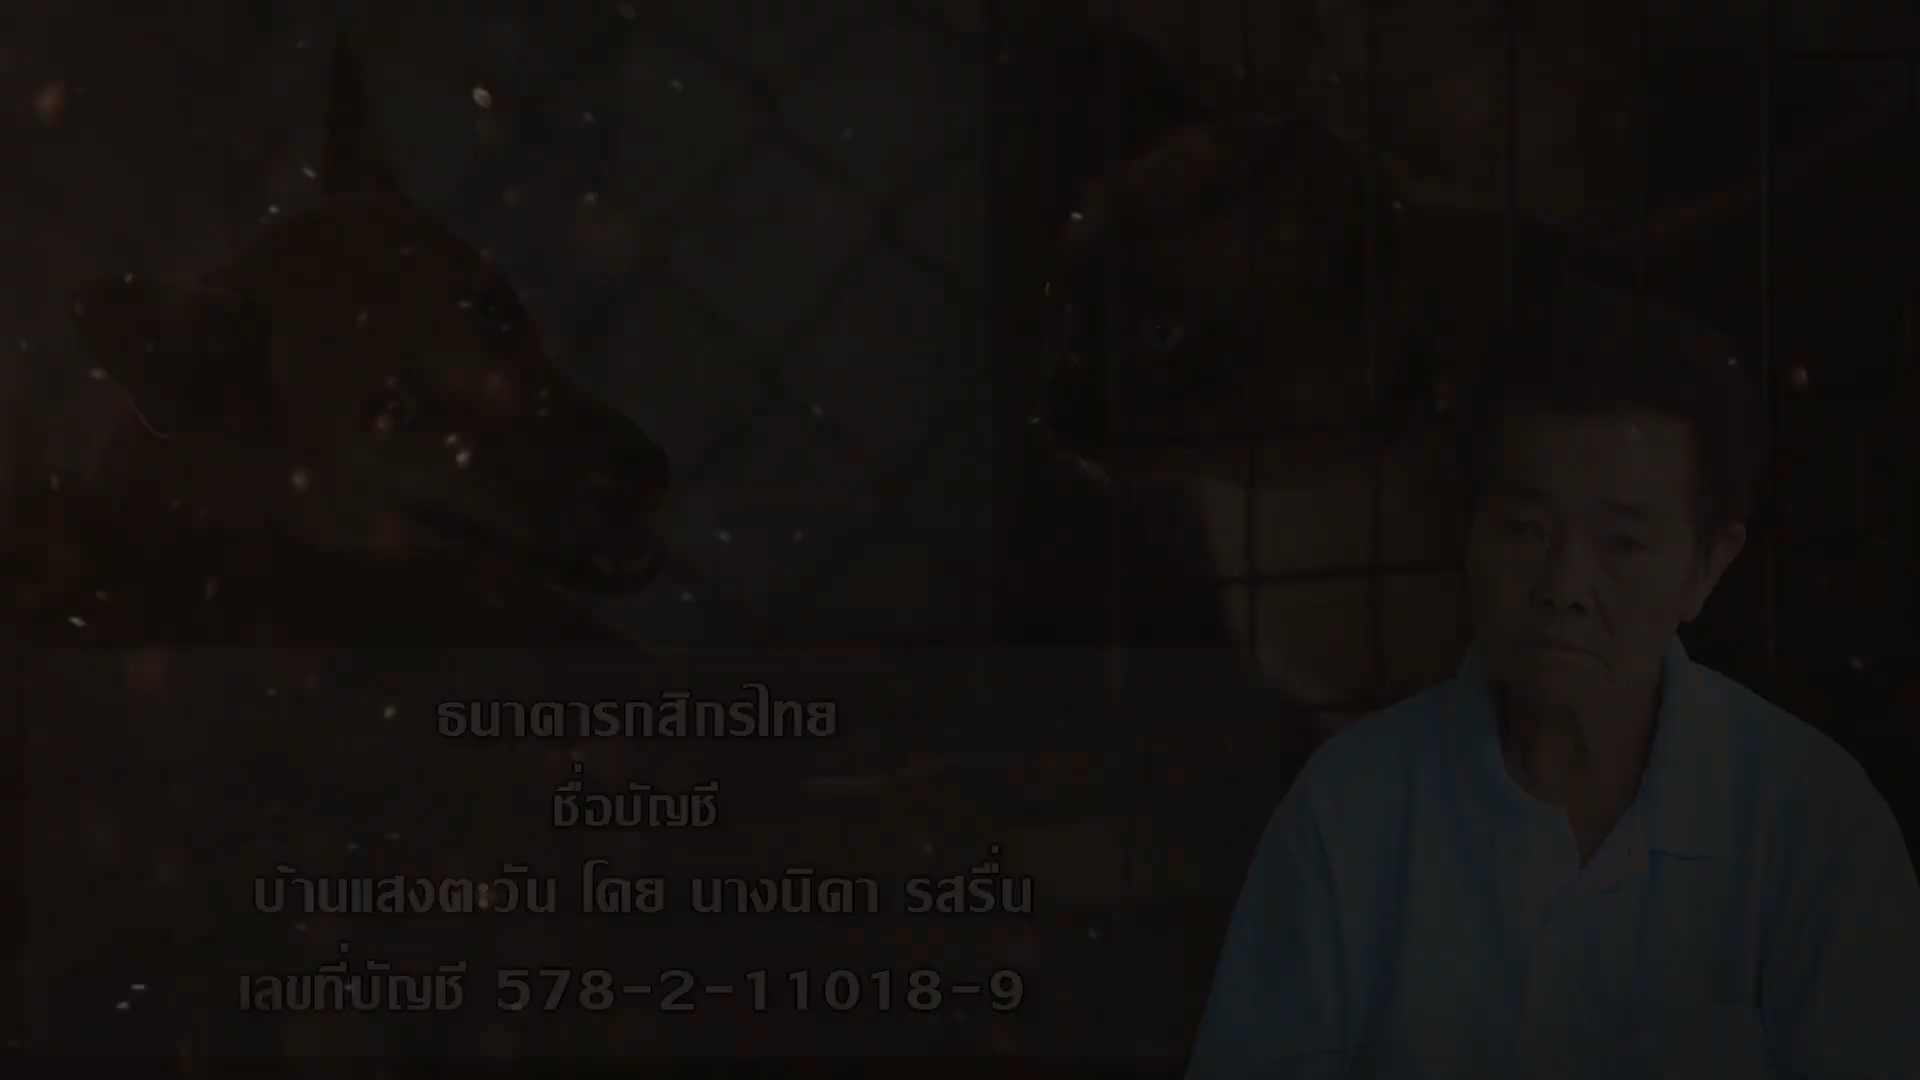 ธนาคารกสิกรไทย
ชื่อบัญชี
บ้านแสงตะวัน โดย นางนิดา รสรื่น
เลขที่บัญชี 578-2-11018-9